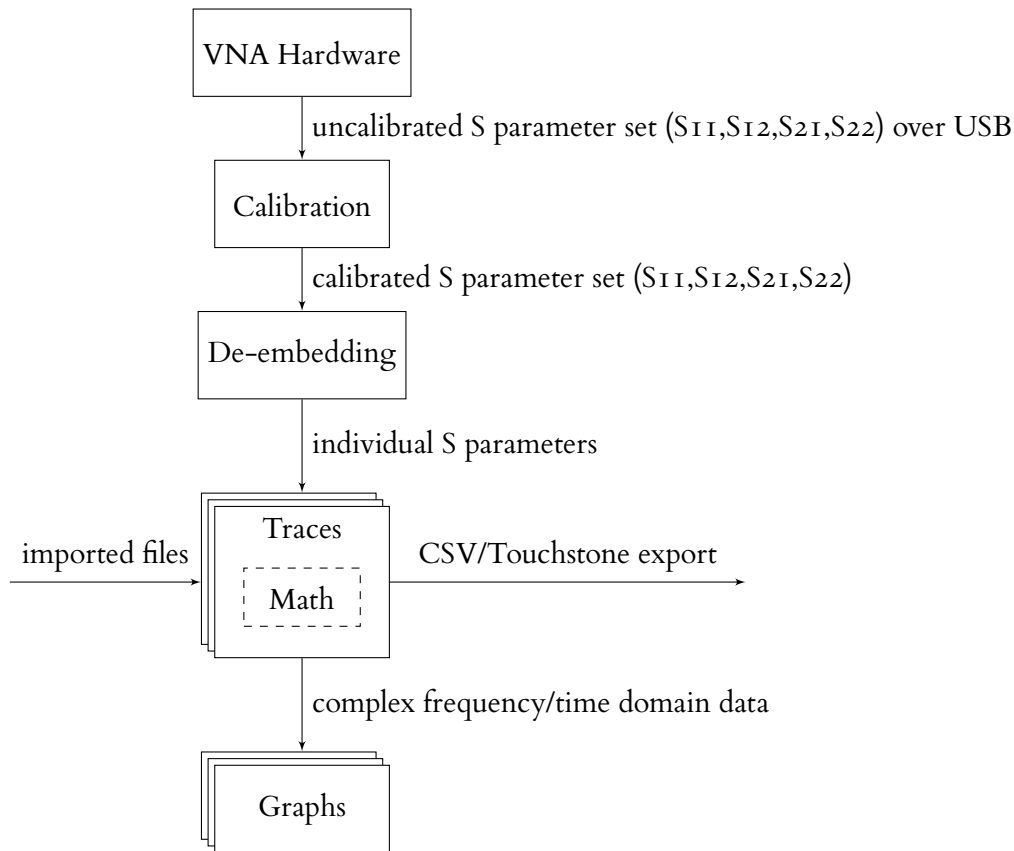 VNA Hardware
uncalibrated S parameter set (S11,S12,S21,S22) over USB
Calibration
calibrated S parameter set (S11,S12,S21,S22)
De-embedding
individual S parameters
Traces
imported files
CSV/Touchstone export
Math
complex frequency/time domain data
Graphs